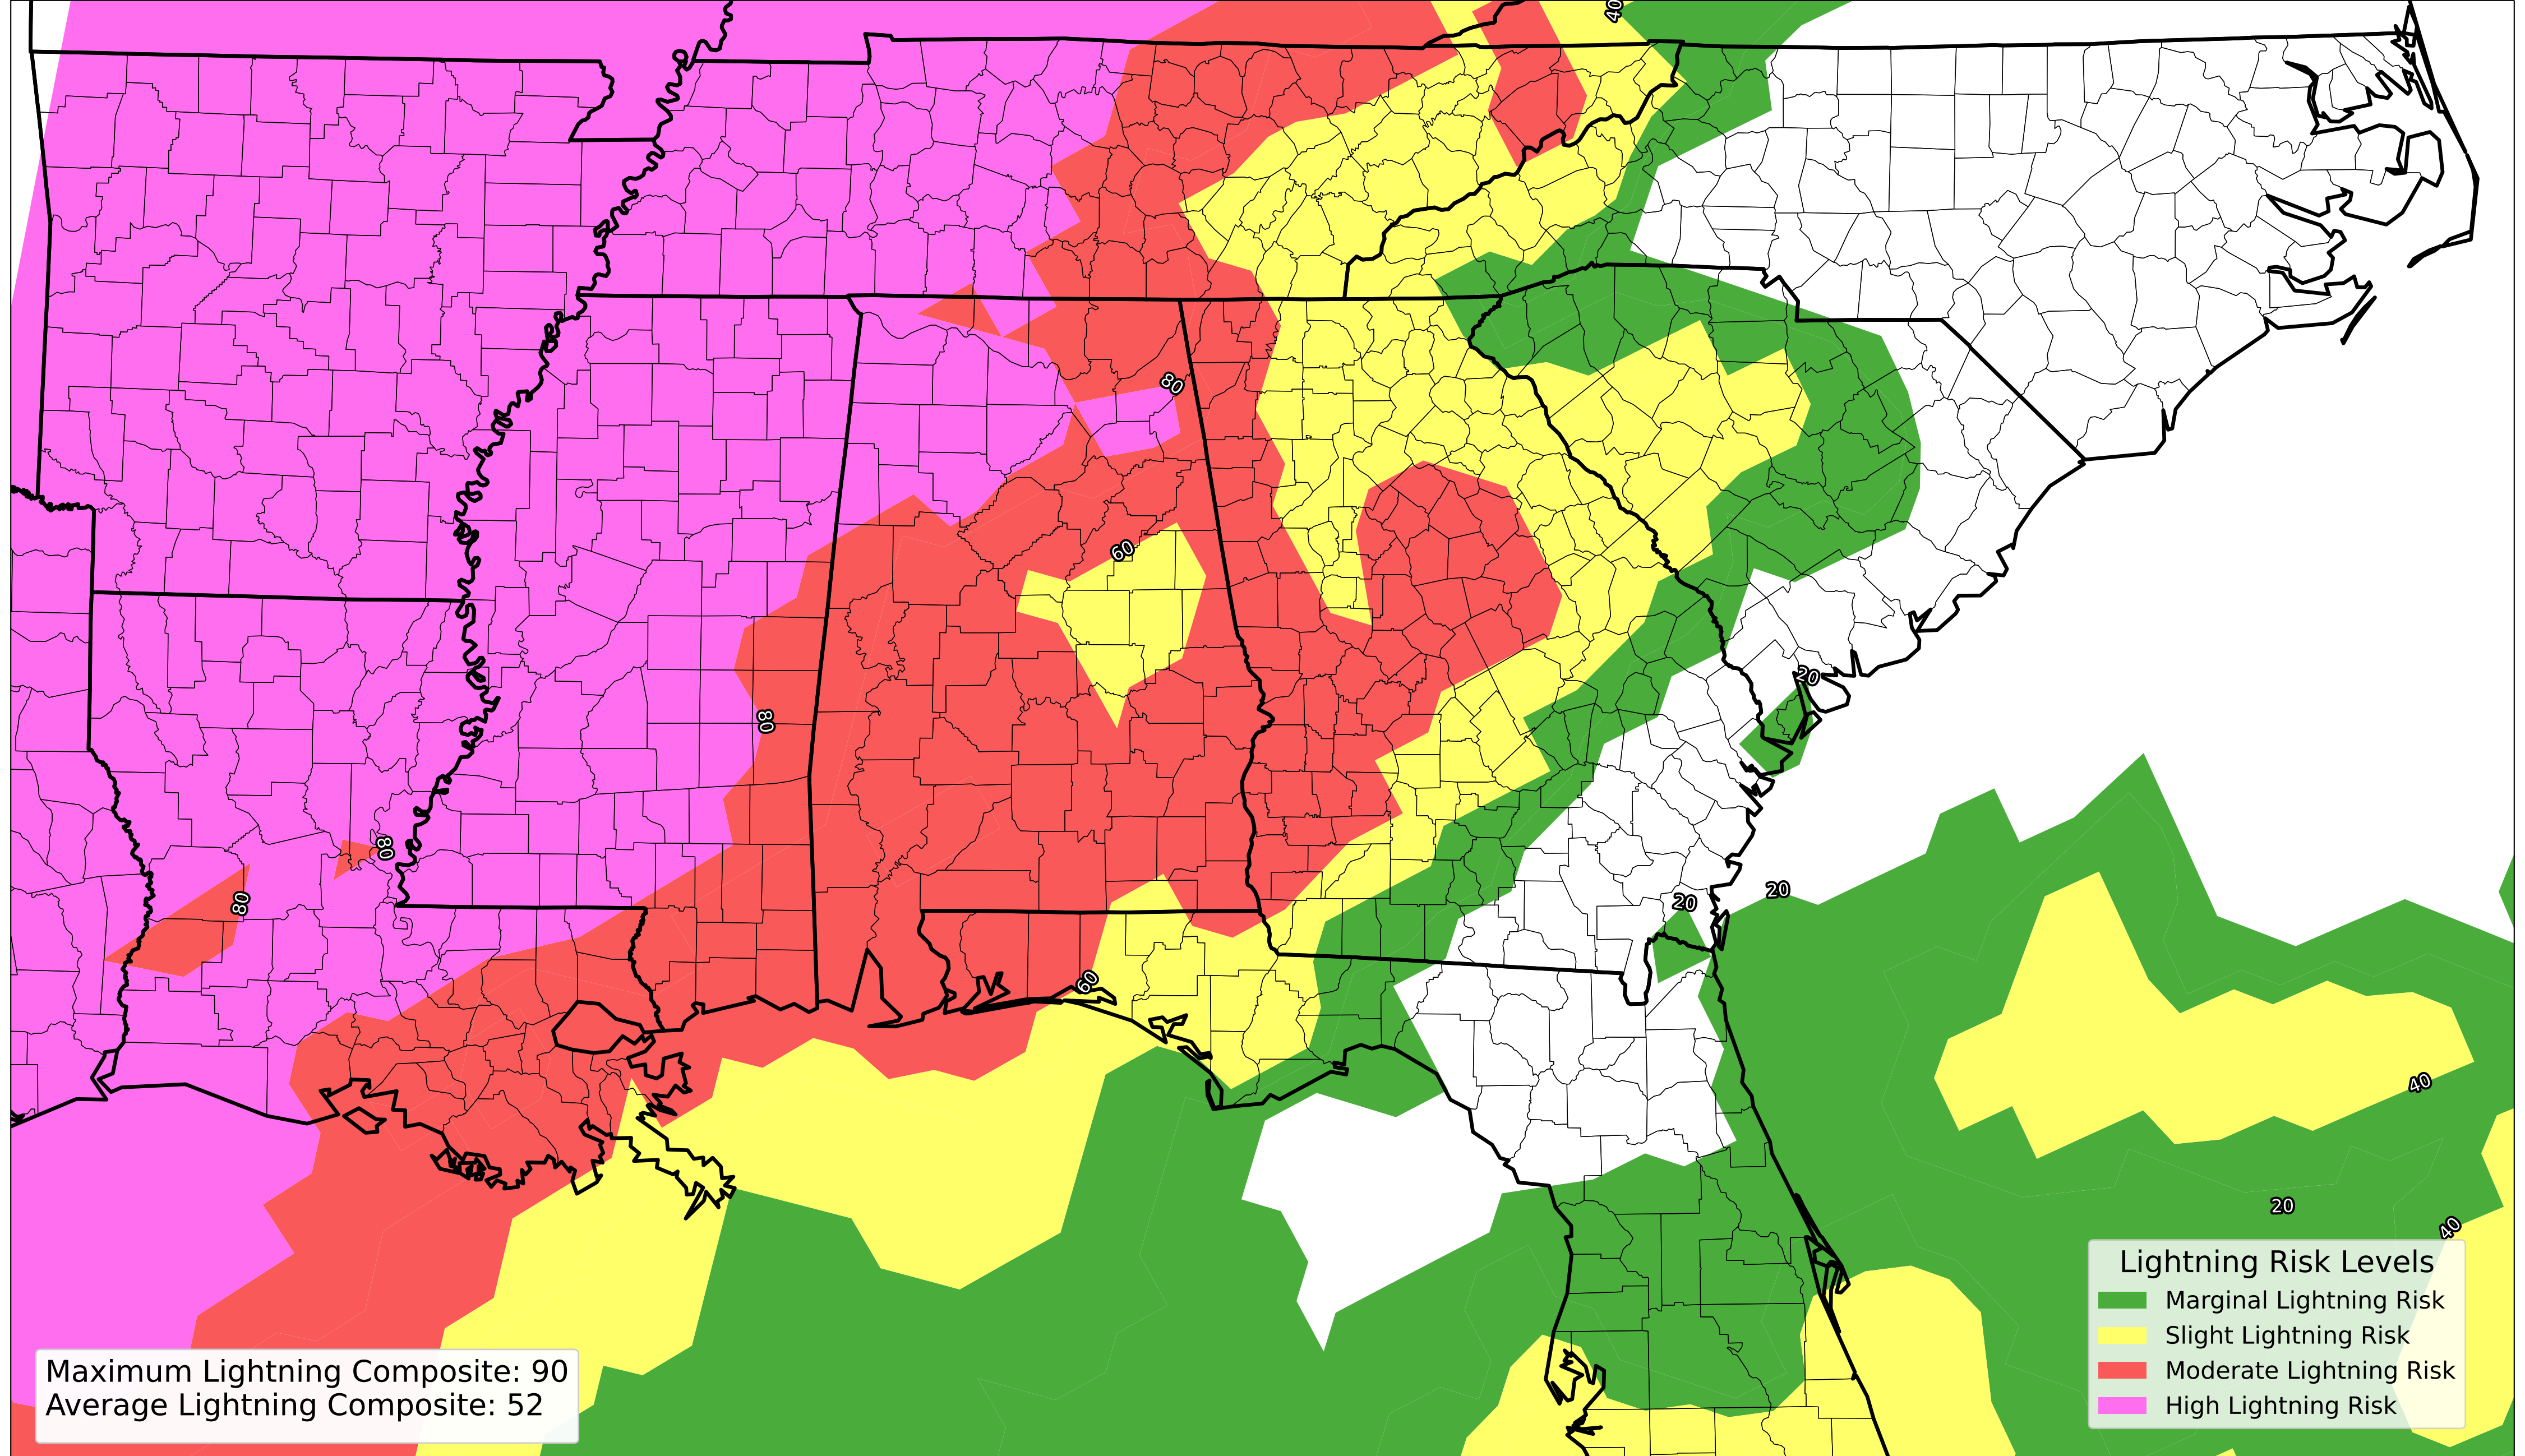 40
80
60
80
20
80
80
20
20
60
40
20
40
Lightning Risk Levels
Marginal Lightning Risk
Slight Lightning Risk
Moderate Lightning Risk
High Lightning Risk
Maximum Lightning Composite: 90
Average Lightning Composite: 52